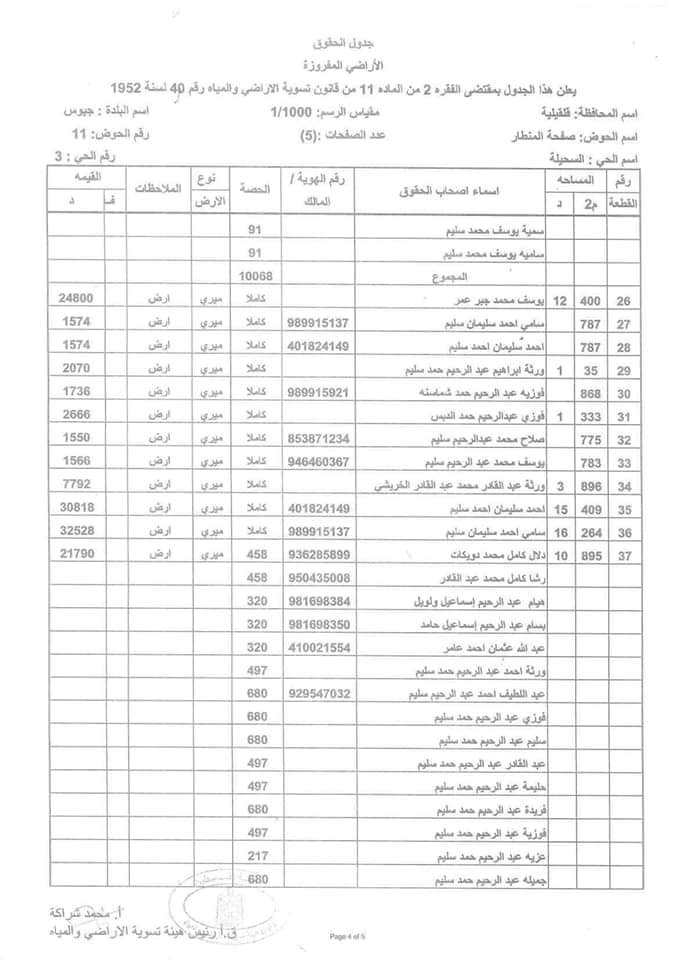 جدول الحقوق
الأراضي المفروزة
يعلن هذا الجدول بمقتضى الفقره 2 من الماده 11 من قانون تسوية الاراضي والمياه رقم 40 لسنة 1952
اسم المحافظة: قلقيلية مقياس الرسم: 1/1000 اسم البلدة: جيوس
اسم الحوض: صفحة المنطار عدد الصفحات :(5) رقم الحوض: 11
اسم الحي : السحيلة رقم الحي : 3
رقم القطعة المساحه م2 د اسماء اصحاب الحقوق رقم الهوية / المالك الحصة نوع الارض الملاحظات القيمه ف د
سمية يوسف محمد سليم 91
ساميه يوسف محمد سليم 91
المجموع 10068
26 400 12 يوسف محمد جبر عمر كاملا ميري ارض 24800
27 787 سامي احمد سليمان سليم 989915137 كاملا ميري ارض 1574
28 787 احمد سليمان احمد سليم 401824149 كاملا ميري ارض 1574
29 35 1 ورثة ابراهيم عبد الرحيم حمد سليم كاملا ميري ارض 2070
30 868 فوزيه عبد الرحيم حمد شماسنه 989915921 كاملا ميري ارض 1736
31 333 1 فوزي عبدالرحيم حمد الدبس كاملا ميري ارض 2666
32 775 صلاح محمد عبدالرحيم سليم 853871234 كاملا ميري ارض 1550
33 783 يوسف محمد عبد الرحيم سليم 946460367 كاملا ميري ارض 1566
34 896 3 ورثة عبد القادر محمد عبد القادر الخريشي كاملا ميري ارض 7792
35 409 15 احمد سليمان احمد سليم 401824149 كاملا ميري ارض 30818
36 264 16 سامي احمد سليمان سليم 989915137 كاملا ميري ارض 32528
37 895 10 دلال كامل محمد دويكات 936285899 458 ميري ارض 21790
رشا كامل محمد عبد القادر 950435008 458
هيام عبد الرحيم إسماعيل ولويل 981698384 320
بسام عبد الرحيم إسماعيل حامد 981698350 320
عبد الله عثمان احمد عامر 410021554 320
ورثة احمد عبد الرحيم حمد سليم 497
عبد اللطيف احمد عبد الرحيم سليم 929547032 680
فوزي عبد الرحيم حمد سليم 680
سليم عبد الرحيم حمد سليم 680
عبد القادر عبد الرحيم حمد سليم 497
حليمة عبد الرحيم حمد سليم 497
فريدة عبد الرحيم حمد سليم 680
فوزية عبد الرحيم حمد سليم 497
عزيه عبد الرحيم حمد سليم 217
جميله عبد الرحيم حمد سليم 680
أ. محمد شراكة
ق.أ رئيس هيئة تسوية الاراضي والمياه
Page 4 of 5